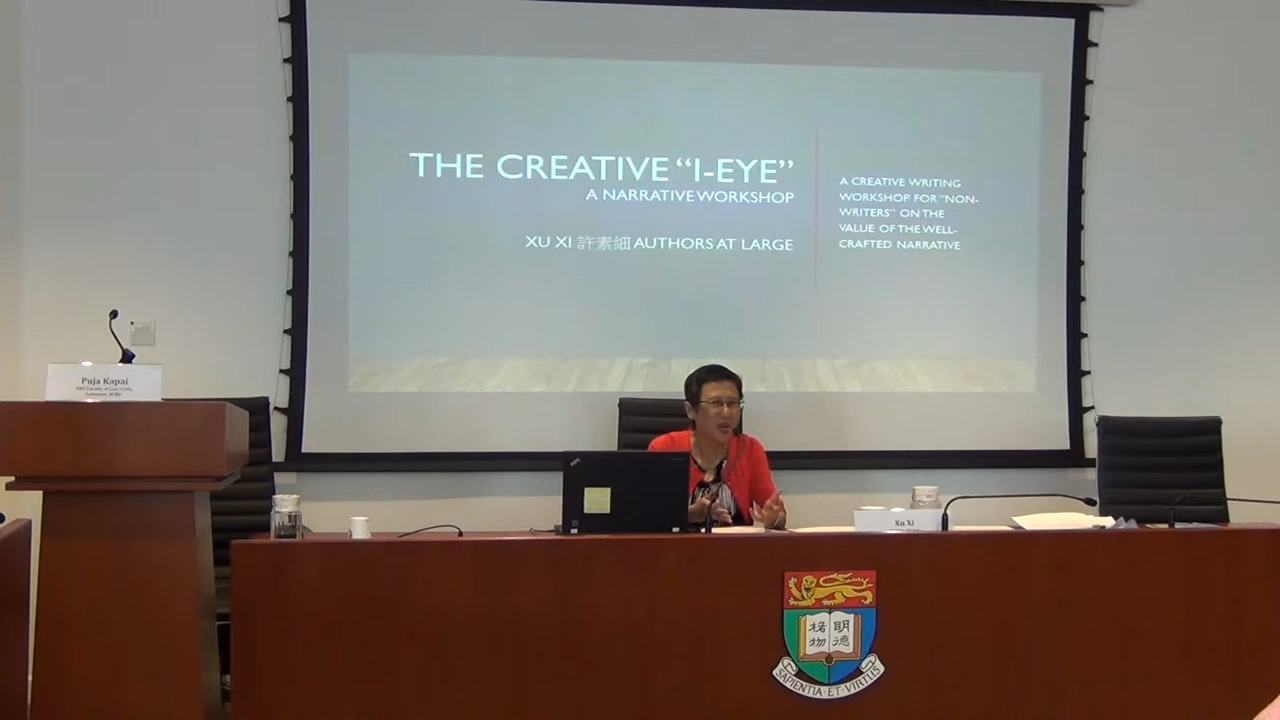 THE CREATIVE “I-EYE”
A NARRATIVE WORKSHOP
XU XI 許素細 AUTHORS AT LARGE
A CREATIVE WRITING
WORKSHOP FOR “NON-
WRITERS” ON THE
VALUE OF THE WELL-
CRAFTED NARRATIVE
Puja Kapai
Xu Xi
明德
格物
SAPIENTIA·ET·VIRTUS